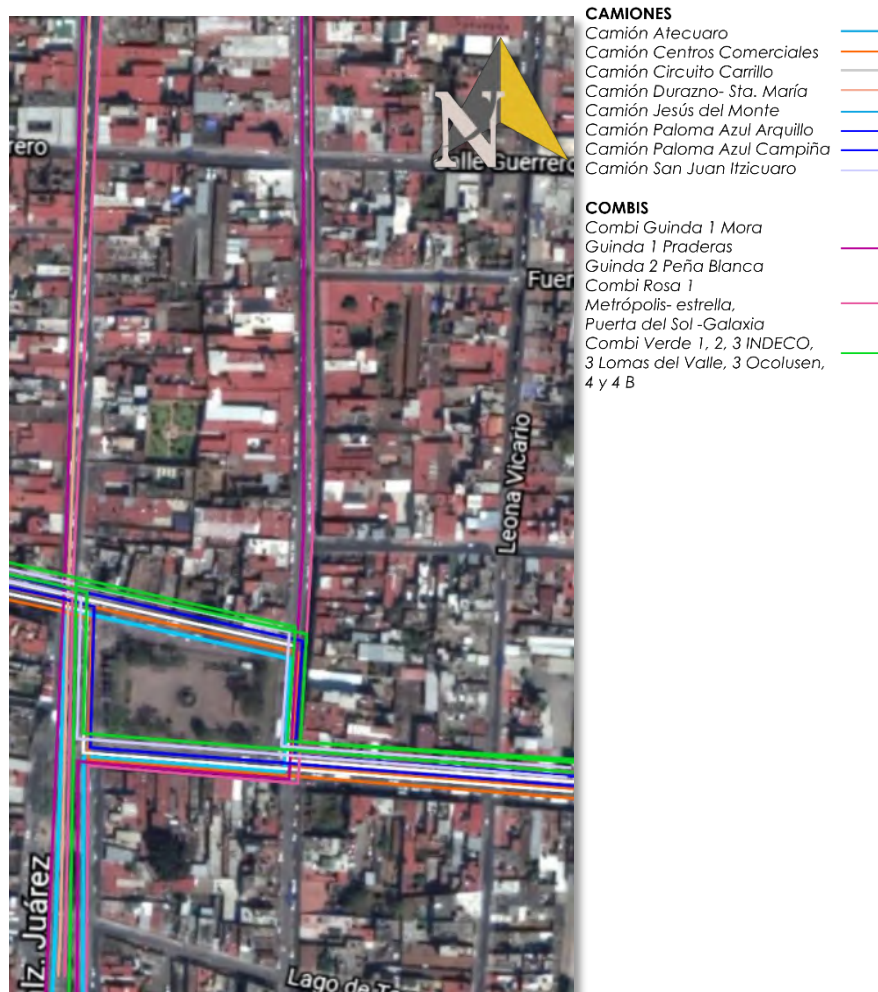 CAMIONES
Camión Atecuaro
Camión Centros Comerciales
Camión Circuito Carrillo
Camión Durazno- Sta. María
Camión Jesús del Monte
Camión Paloma Azul Arquillo
Camión Paloma Azul Campiña
Camión San Juan Itzicuaro
COMBIS
Combi Guinda 1 Mora
Guinda 1 Praderas
Guinda 2 Peña Blanca
Combi Rosa 1
Metrópolis- estrella,
Puerta del Sol -Galaxia
Combi Verde 1, 2, 3 INDECO,
3 Lomas del Valle, 3 Ocolusen,
4 y 4 B
N
rero
Calle Guerrero
Fuer
Leona Vicario
lz. Juárez
Lago de